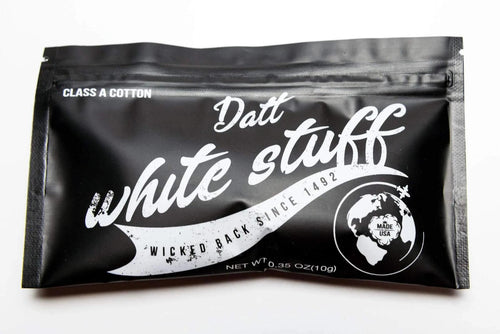 CLASS A COTTON
Datt
white stuff
WICKED BACK SINCE 1492
MADE
USA
NET WT 0.35 OZ(10g)